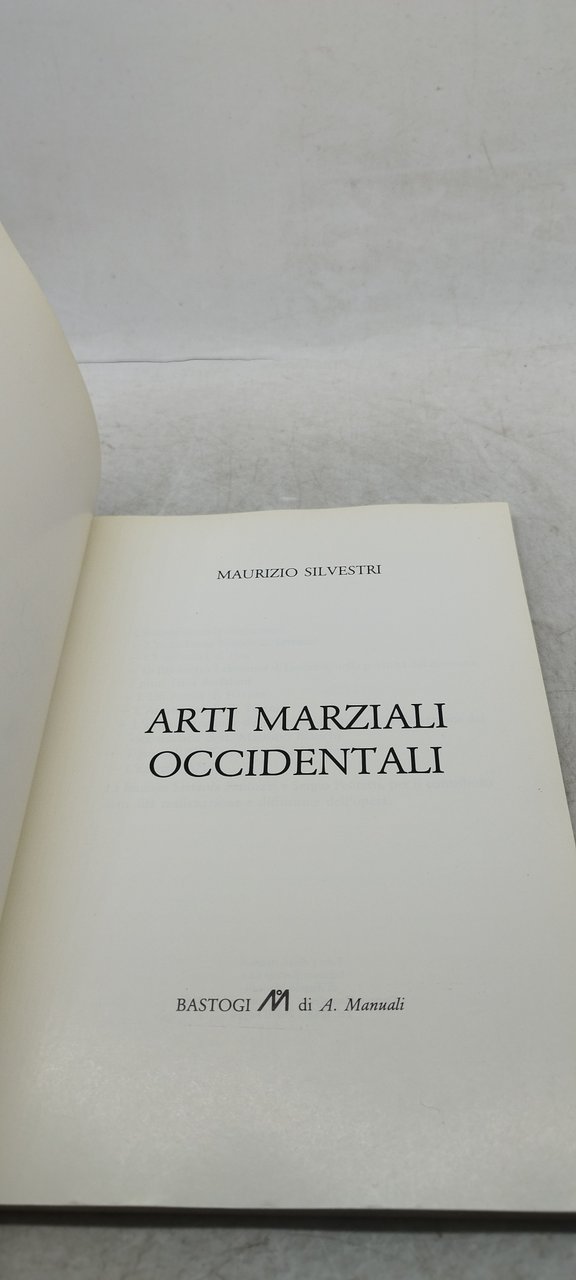 MAURIZIO SILVESTRI
ARTI MARZIALI
OCCIDENTALI
BASTOGI di A. Manuali